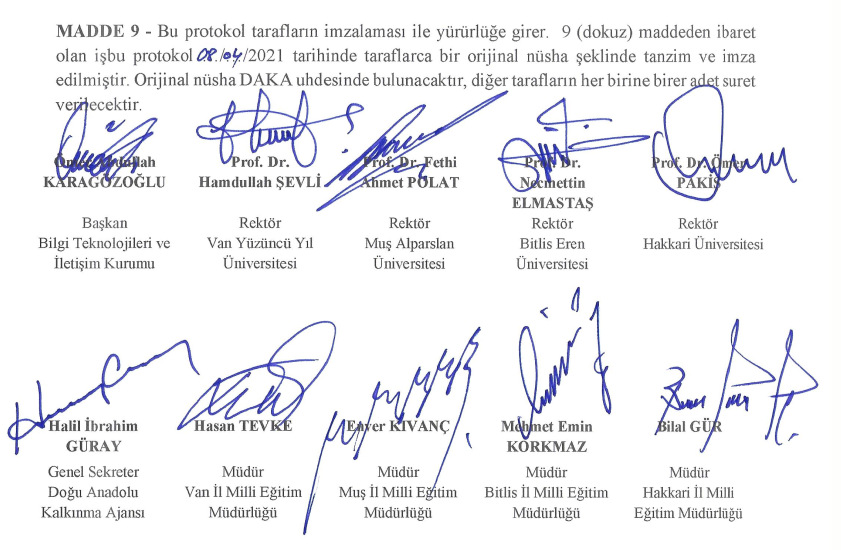 MADDE 9 - Bu protokol tarafların imzalaması ile yürürlüğe girer. 9 (dokuz) maddeden ibaret
olan işbu protokol 08./04/2021 tarihinde taraflarca bir orijinal nüsha şeklinde tanzim ve imza
edilmiştir. Orijinal nüsha DAKA uhdesinde bulunacaktır, diğer tarafların her birine birer adet suret
verilecektir.
Prof. Dr. Prof. Dr. Fethi Prof. Dr. Prof. Dr. Ömer
KARAGÖZOĞLU Hamdullah ŞEVLİ Ahmet POLAT Necmettin PAKİS
ELMASTAŞ
Başkan Rektör Rektör Rektör Rektör
Bilgi Teknolojileri ve Van Yüzüncü Yıl Muş Alparslan Bitlis Eren Hakkari Üniversitesi
İletişim Kurumu Üniversitesi Üniversitesi Üniversitesi
Halil İbrahim Hasan TEVKE Enver KIVANÇ Mehmet Emin Bilal GÜR
GÜRAY KORKMAZ
Genel Sekreter Müdür Müdür Müdür Müdür
Doğu Anadolu Van İl Milli Eğitim Muş İl Milli Eğitim Bitlis İl Milli Eğitim Hakkari İl Milli
Kalkınma Ajansı Müdürlüğü Müdürlüğü Müdürlüğü Eğitim Müdürlüğü